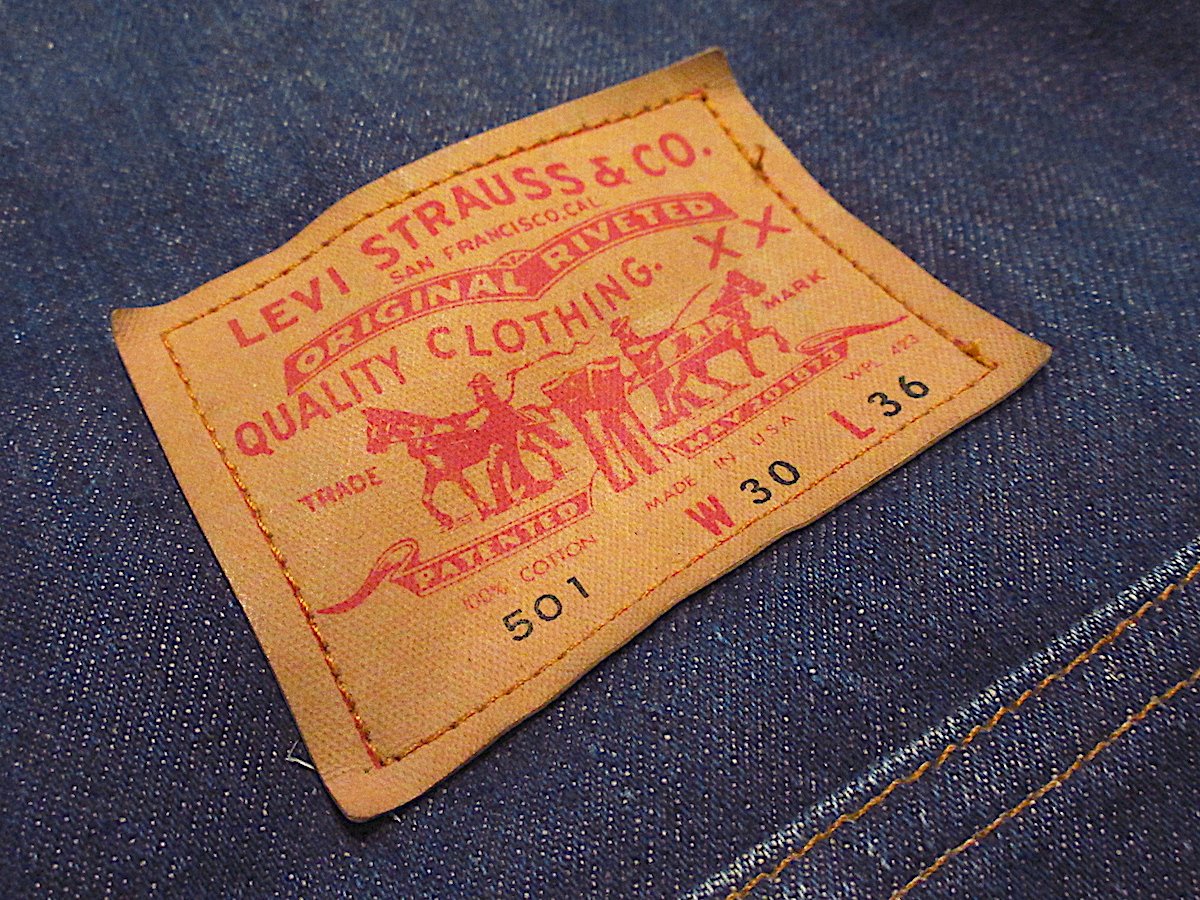 LEVI STRAUSS & CO.
SAN FRANCISCO, CAL
ORIGINAL RIVETED
QUALITY CLOTHING. XX
TRADE MARK
PATENTED MAY 20 1873
100% COTTON MADE IN USA WPL 423
501 W 30 L 36